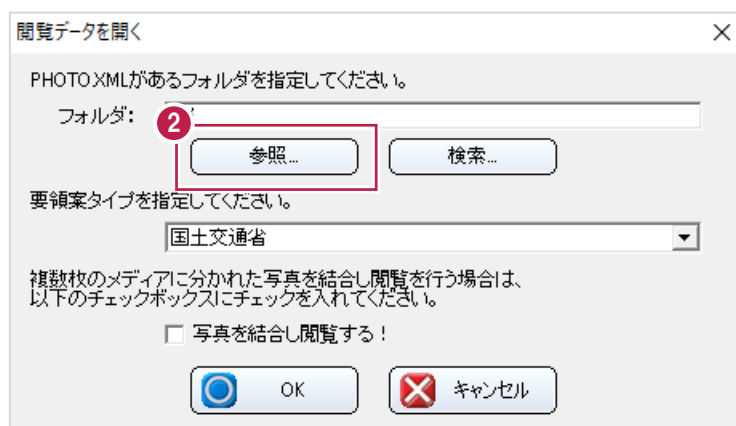 閲覧データを開く
PHOTO.XMLがあるフォルダを指定してください。
フォルダ:
2
参照...
検索...
要領案タイプを指定してください。
国土交通省
複数枚のメディアに分かれた写真を結合し閲覧を行う場合は、
以下のチェックボックスにチェックを入れてください。
写真を結合し閲覧する!
OK
キャンセル